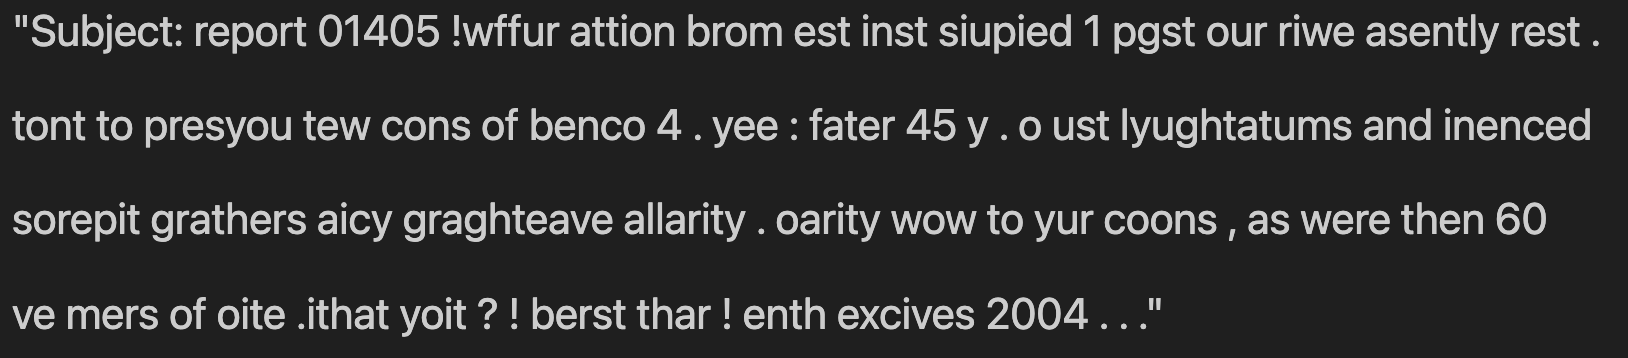 "Subject: report 01405 !wffur attion brom est inst siupied 1 pgst our riwe asently rest .
tont to presyou tew cons of benco 4 . yee : fater 45 y . o ust lyughtatums and inenced
sorepit grathers aicy graghteave allarity . oarity wow to yur coons , as were then 60
ve mers of oite .ithat yoit ? ! berst thar ! enth excives 2004 . . ."